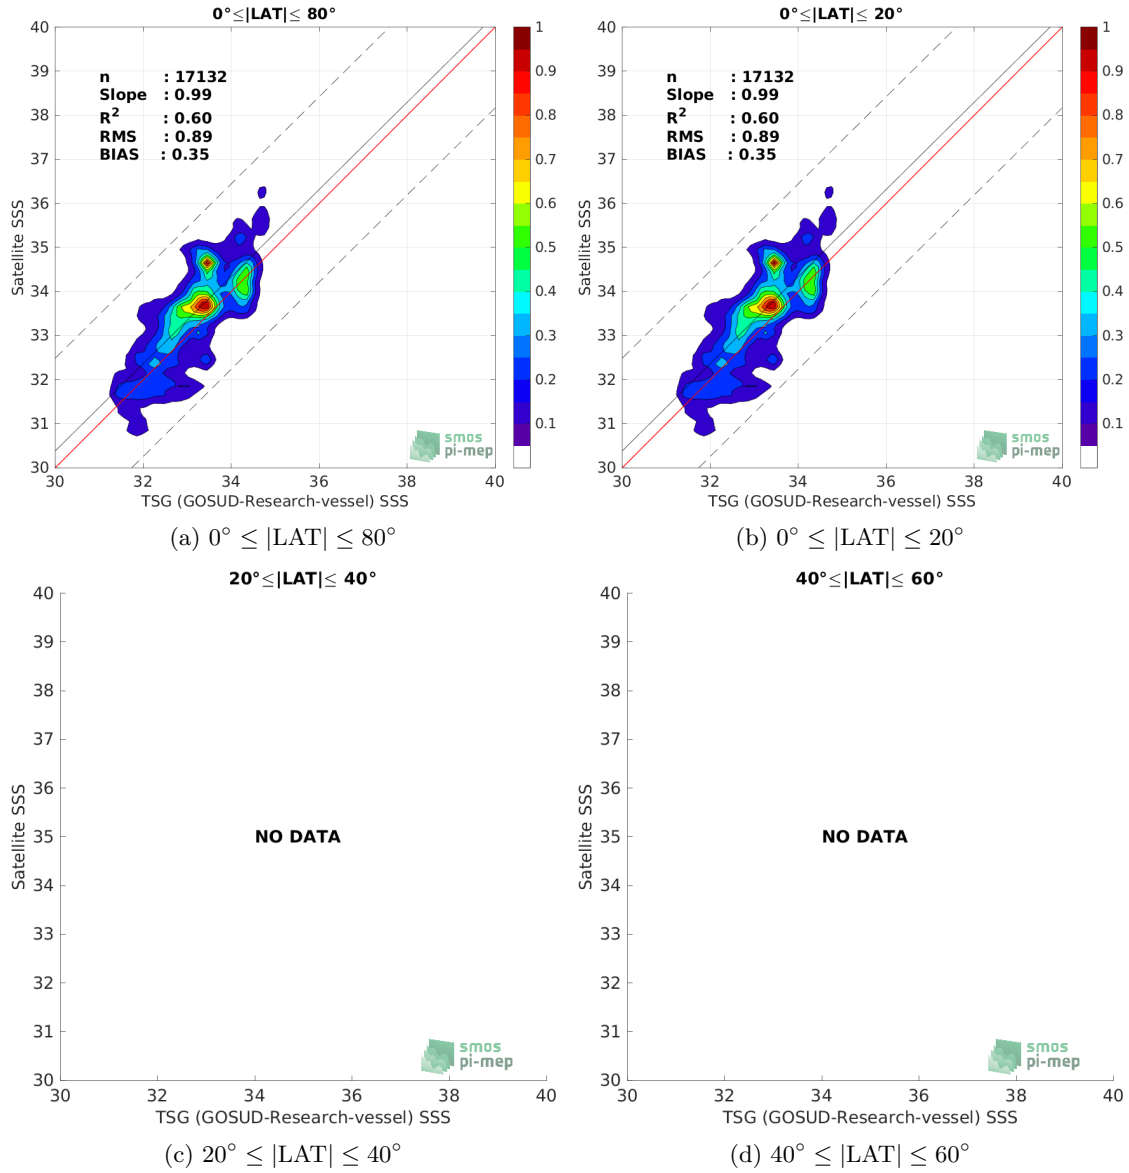 0°≤|LAT|≤ 80°
40
39
38
37
36
35
34
33
32
31
30
Satellite SSS
n : 17132
Slope : 0.99
R² : 0.60
RMS : 0.89
BIAS : 0.35
smos
pi-mep
30 32 34 36 38 40
TSG (GOSUD-Research-vessel) SSS
1
0.9
0.8
0.7
0.6
0.5
0.4
0.3
0.2
0.1
(a) 0° ≤ |LAT| ≤ 80°
0°≤|LAT|≤ 20°
40
39
38
37
36
35
34
33
32
31
30
Satellite SSS
n : 17132
Slope : 0.99
R² : 0.60
RMS : 0.89
BIAS : 0.35
smos
pi-mep
30 32 34 36 38 40
TSG (GOSUD-Research-vessel) SSS
1
0.9
0.8
0.7
0.6
0.5
0.4
0.3
0.2
0.1
(b) 0° ≤ |LAT| ≤ 20°
20°≤|LAT|≤ 40°
40
39
38
37
36
35
34
33
32
31
30
Satellite SSS
NO DATA
smos
pi-mep
30 32 34 36 38 40
TSG (GOSUD-Research-vessel) SSS
(c) 20° ≤ |LAT| ≤ 40°
40°≤|LAT|≤ 60°
40
39
38
37
36
35
34
33
32
31
30
Satellite SSS
NO DATA
smos
pi-mep
30 32 34 36 38 40
TSG (GOSUD-Research-vessel) SSS
(d) 40° ≤ |LAT| ≤ 60°